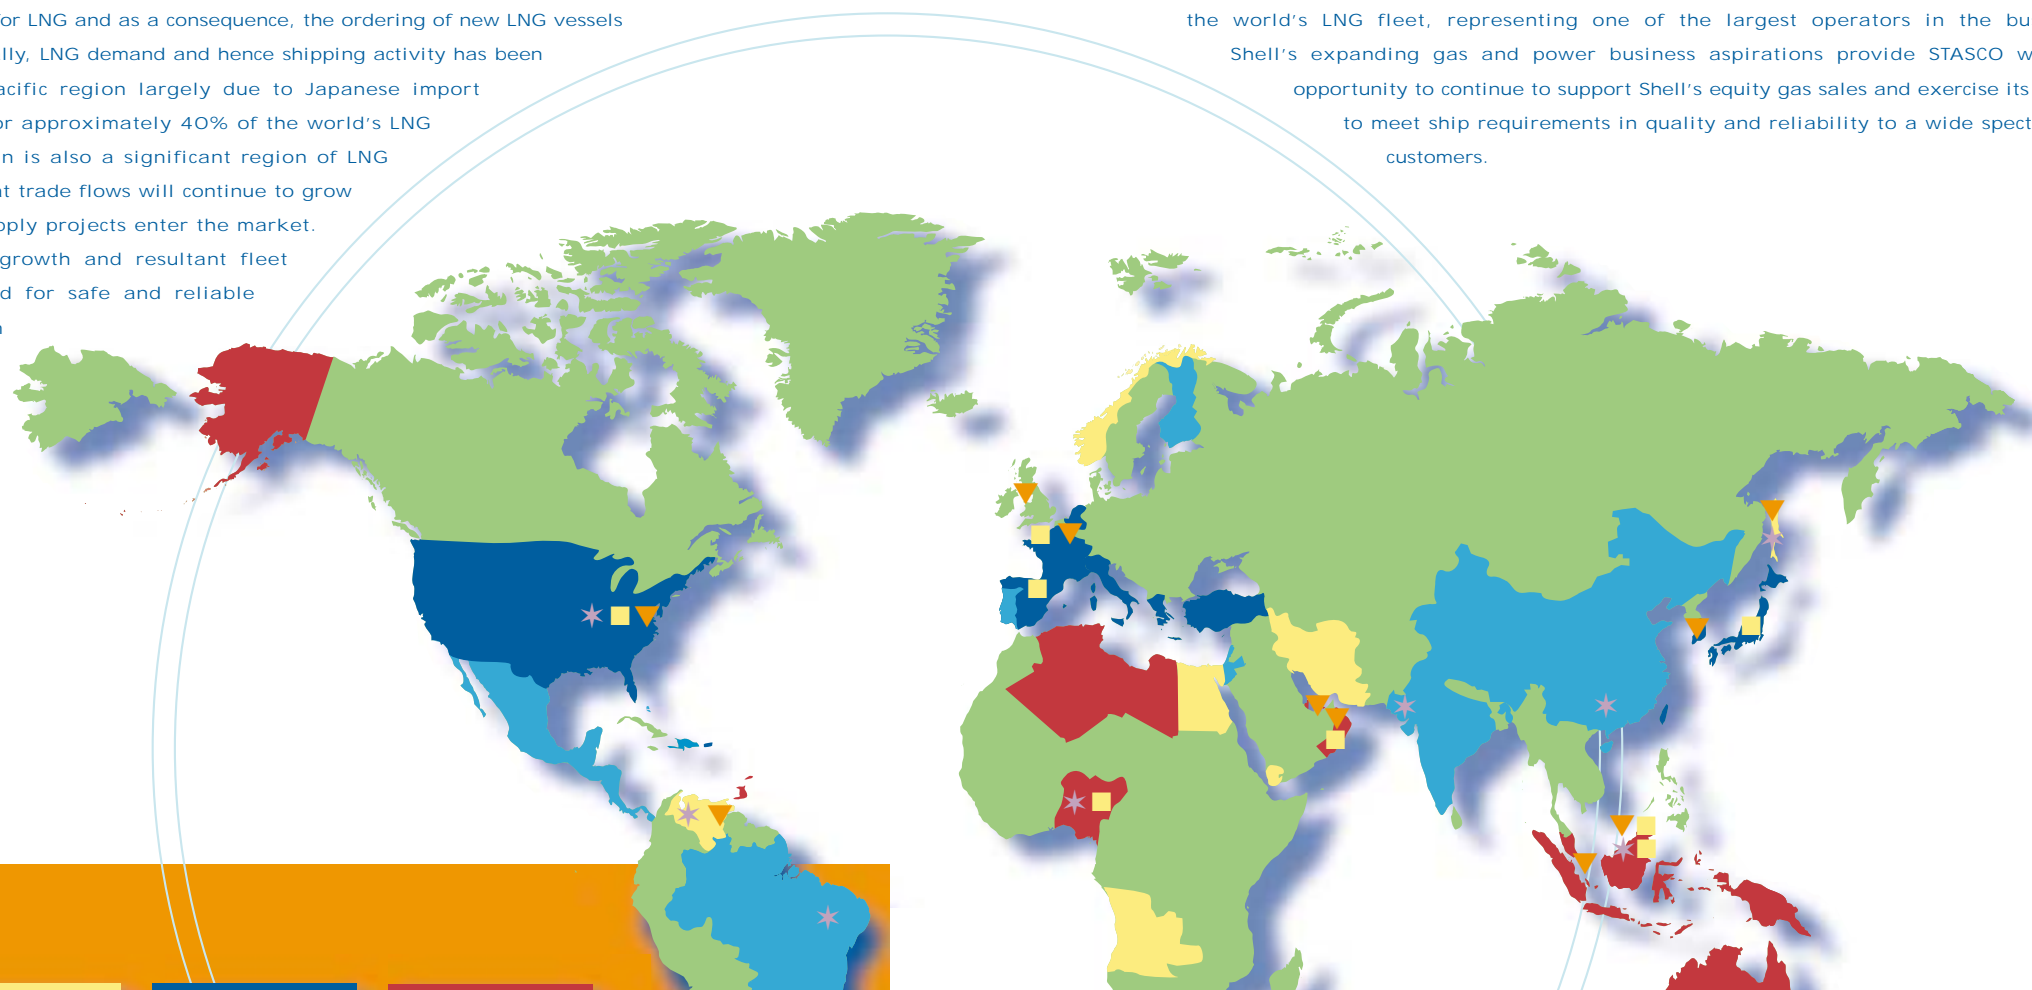 for LNG and as a consequence, the ordering of new LNG vessels
lly, LNG demand and hence shipping activity has been
acific region largely due to Japanese import
or approximately 40% of the world's LNG
n is also a significant region of LNG
at trade flows will continue to grow
pply projects enter the market.
growth and resultant fleet
d for safe and reliable
the world's LNG fleet, representing one of the largest operators in the bu
Shell's expanding gas and power business aspirations provide STASCO w
opportunity to continue to support Shell's equity gas sales and exercise its
to meet ship requirements in quality and reliability to a wide spect
customers.